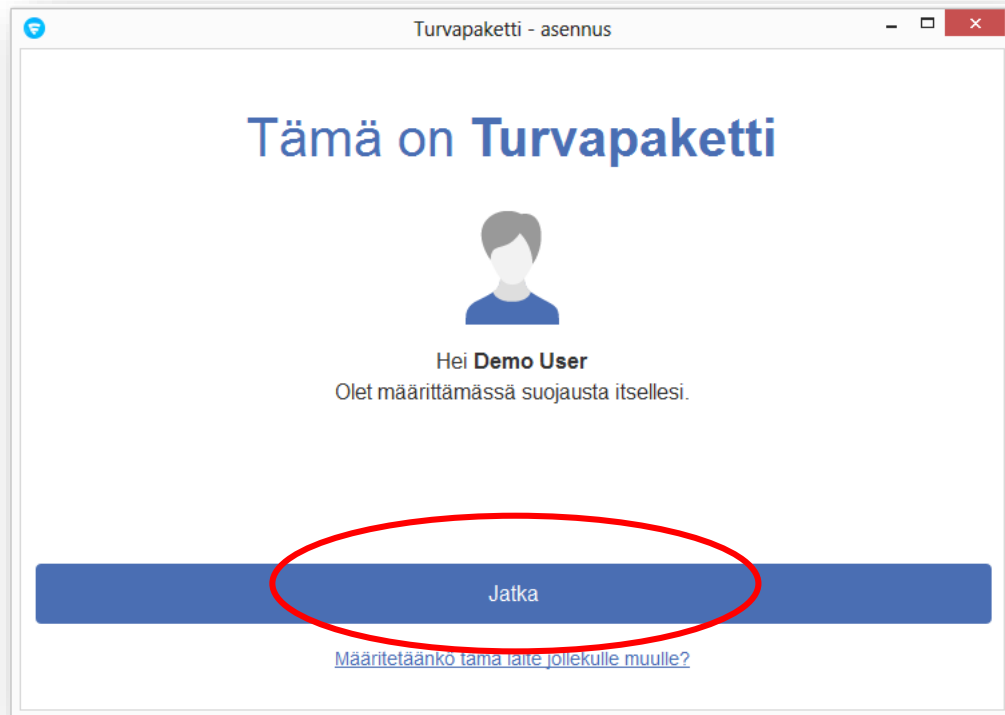 Turvapaketti - asennus
Tämä on Turvapaketti
Hei Demo User
Olet määrittämässä suojausta itsellesi.
Jatka
Määritetäänkö tämä laite jollekulle muulle?